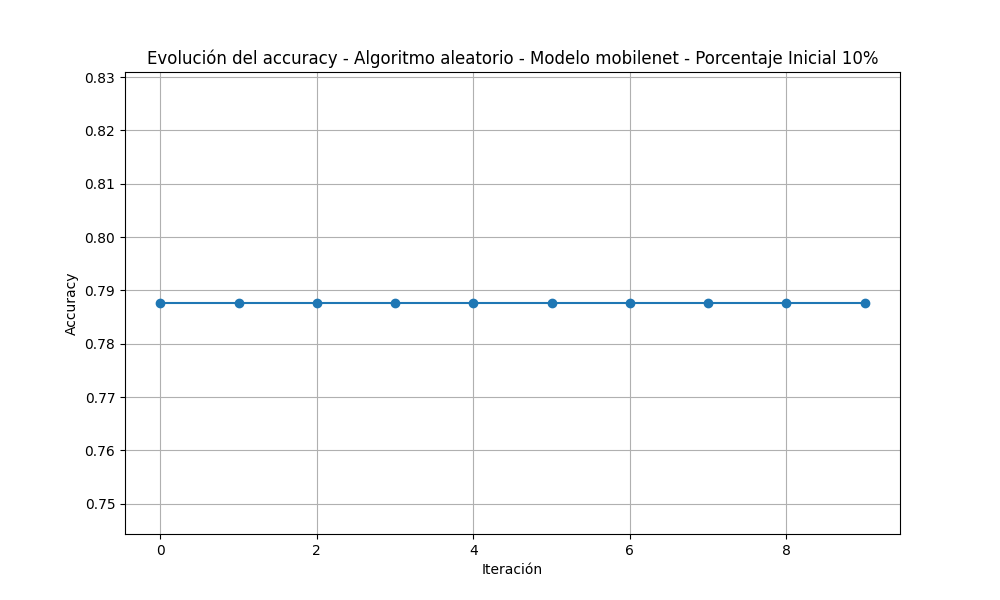 Evolución del accuracy - Algoritmo aleatorio - Modelo mobilenet - Porcentaje Inicial 10%
0.83
0.82
0.81
0.80
0.79
0.78
0.77
0.76
0.75
Accuracy
0 2 4 6 8
Iteración